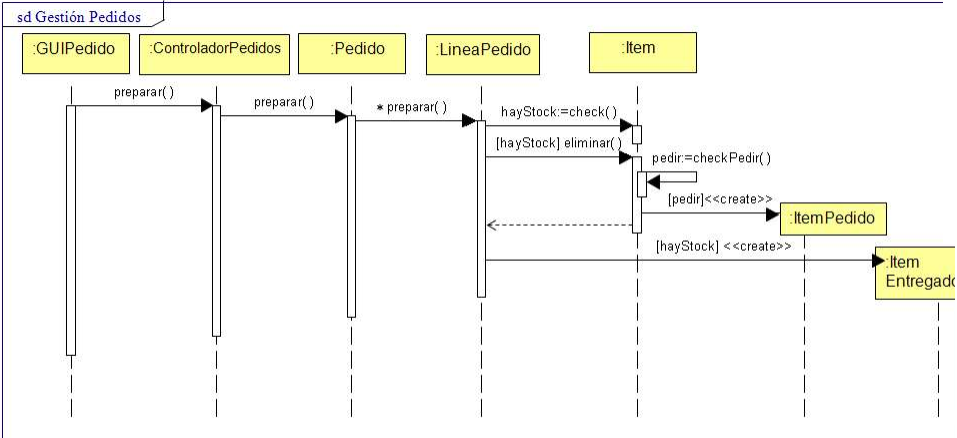 sd Gestión Pedidos
:GUIPedido
:ControladorPedidos
:Pedido
:LineaPedido
:Item
preparar()
preparar()
* preparar()
hayStock:=check()
[hayStock] eliminar()
pedir:=checkPedir()
[pedir]<<create>>
:ItemPedido
[hayStock] <<create>>
:Item
Entregado